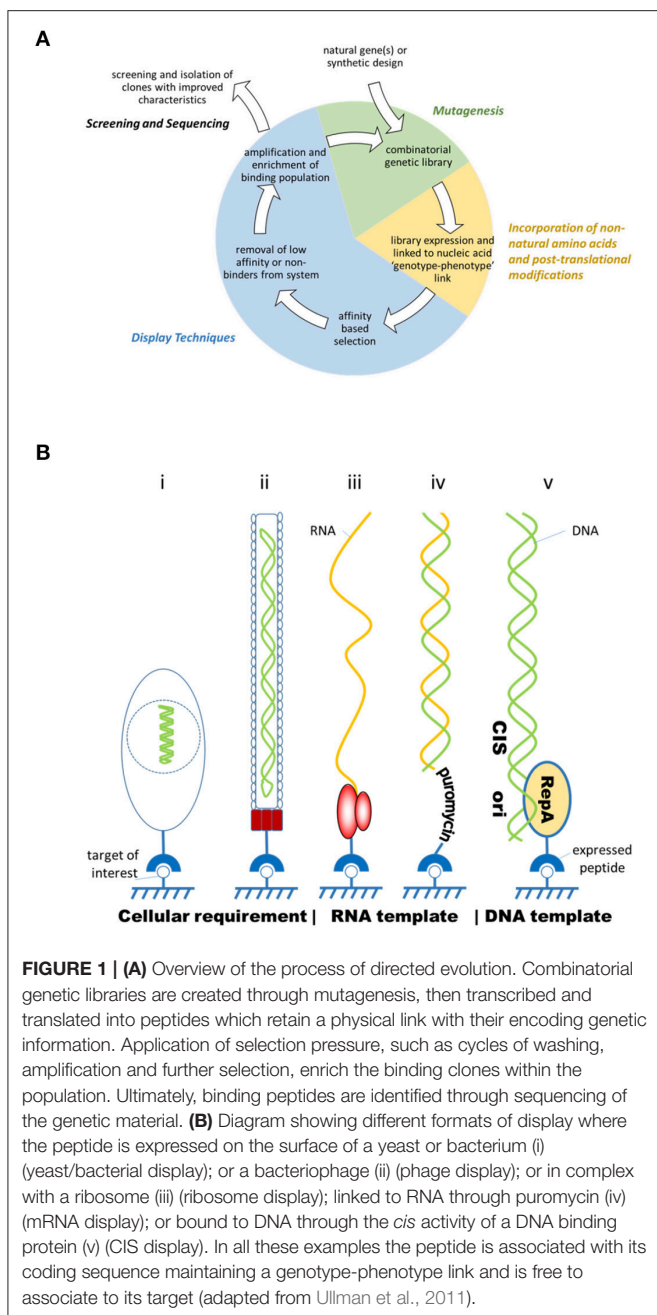 A
natural gene(s) or
synthetic design
screening and isolation of
clones with improved
characteristics
Screening and Sequencing
Mutagenesis
amplification and
enrichment of
binding population
combinatorial
genetic library
removal of low
affinity or non-
binders from system
library expression and
linked to nucleic acid
'genotype-phenotype'
link
Incorporation of non-
natural amino acids
and post-translational
modifications
Display Techniques
affinity
based
selection
B
i
ii
iii
iv
v
RNA
DNA
CIS
ori
puromycin
RepA
target of
interest
expressed
peptide
Cellular requirement | RNA template | DNA template
FIGURE 1 | (A) Overview of the process of directed evolution. Combinatorial
genetic libraries are created through mutagenesis, then transcribed and
translated into peptides which retain a physical link with their encoding genetic
information. Application of selection pressure, such as cycles of washing,
amplification and further selection, enrich the binding clones within the
population. Ultimately, binding peptides are identified through sequencing of
the genetic material. (B) Diagram showing different formats of display where
the peptide is expressed on the surface of a yeast or bacterium (i)
(yeast/bacterial display); or a bacteriophage (ii) (phage display); or in complex
with a ribosome (iii) (ribosome display); linked to RNA through puromycin (iv)
(mRNA display); or bound to DNA through the cis activity of a DNA binding
protein (v) (CIS display). In all these examples the peptide is associated with its
coding sequence maintaining a genotype-phenotype link and is free to
associate to its target (adapted from Ullman et al., 2011).